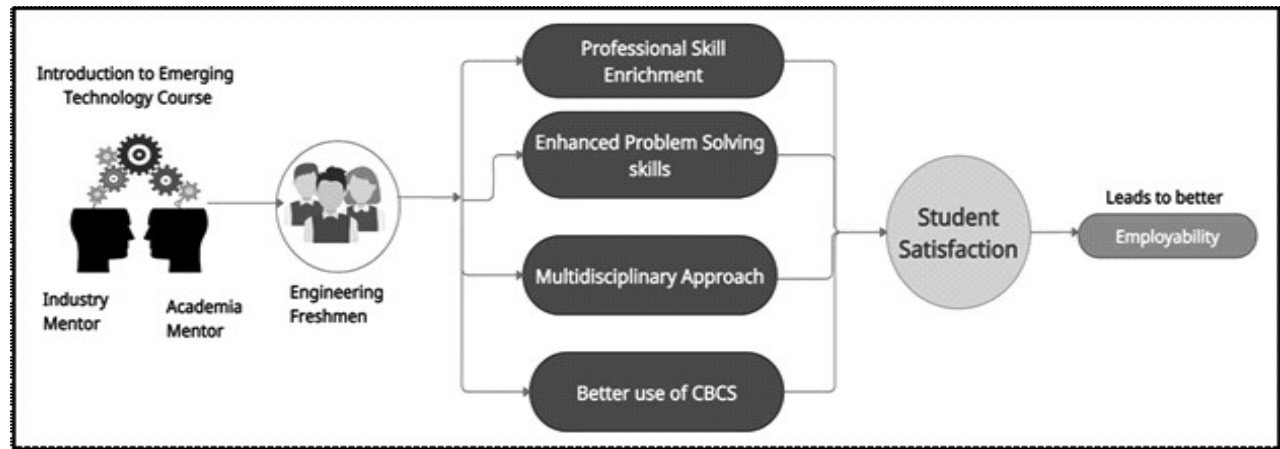 Introduction to Emerging
Technology Course
Industry
Mentor
Academia
Mentor
Engineering
Freshmen
Professional Skill
Enrichment
Enhanced Problem Solving
skills
Multidisciplinary Approach
Better use of CBCS
Student
Satisfaction
Leads to better
Employability